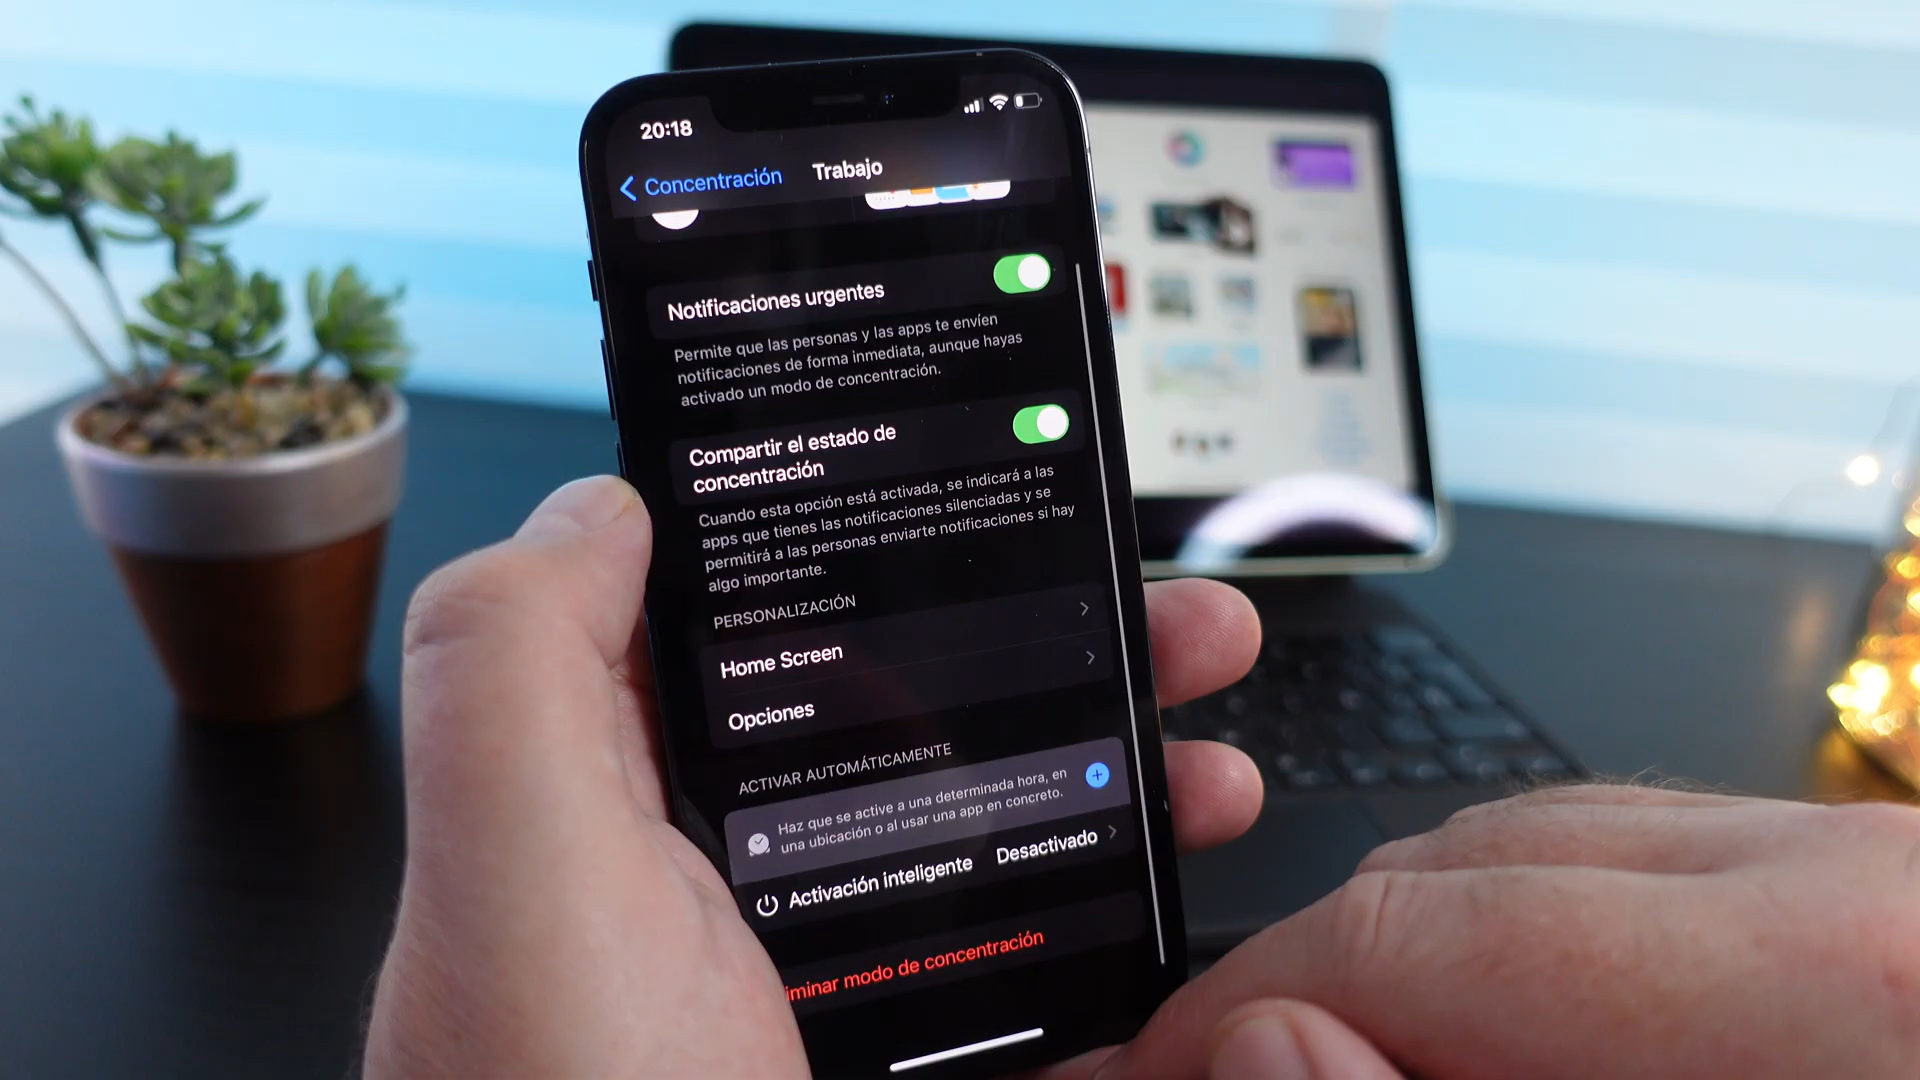 20:18
Concentración
Trabajo
Notificaciones urgentes
Permite que las personas y las apps te envíen
notificaciones de forma inmediata, aunque hayas
activado un modo de concentración.
Compartir el estado de
concentración
Cuando esta opción está activada, se indicará a las
apps que tienes las notificaciones silenciadas y se
permitirá a las personas enviarte notificaciones si hay
algo importante.
PERSONALIZACIÓN
Home Screen
Opciones
ACTIVAR AUTOMÁTICAMENTE
Haz que se active a una determinada hora, en
una ubicación o al usar una app en concreto.
Activación inteligente Desactivado
iminar modo de concentración